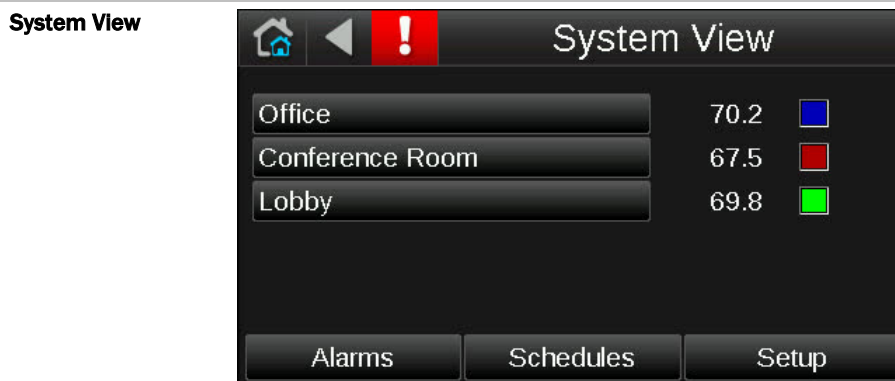 System View
! System View
Office 70.2
Conference Room 67.5
Lobby 69.8
Alarms Schedules Setup